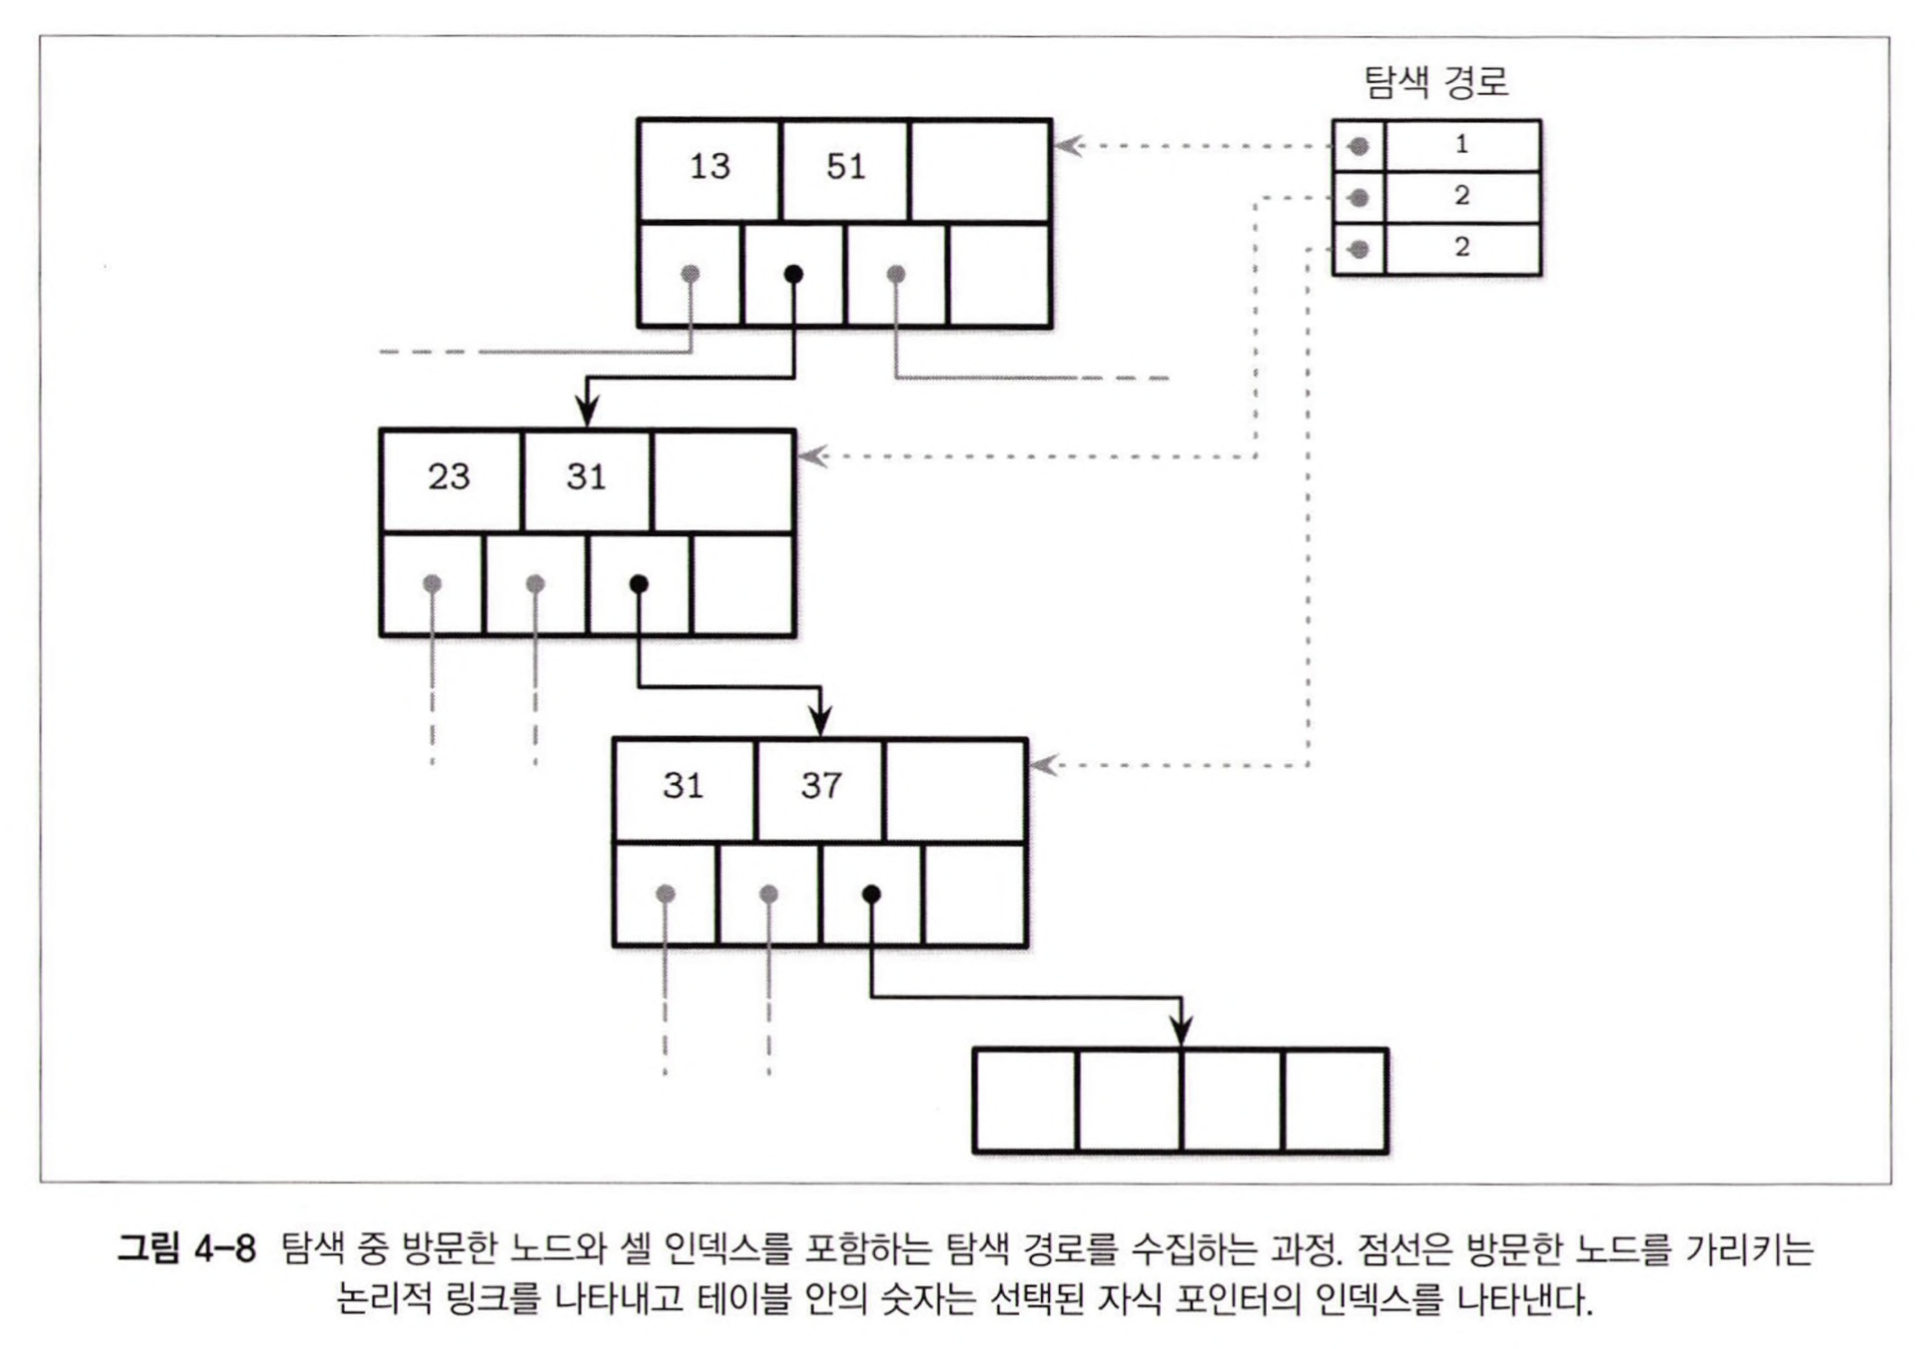 탐색 경로
13 51
1
2
2
23 31
31 37
그림 4-8 탐색 중 방문한 노드와 셀 인덱스를 포함하는 탐색 경로를 수집하는 과정. 점선은 방문한 노드를 가리키는
논리적 링크를 나타내고 테이블 안의 숫자는 선택된 자식 포인터의 인덱스를 나타낸다.